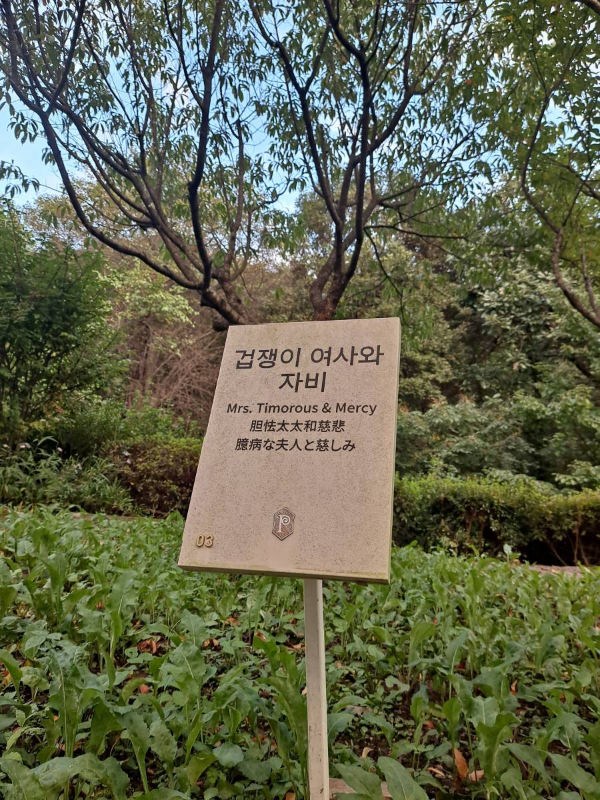 겁쟁이 여사와
자비
Mrs. Timorous & Mercy
胆怯太太和慈悲
臆病な夫人と慈しみ
P
03